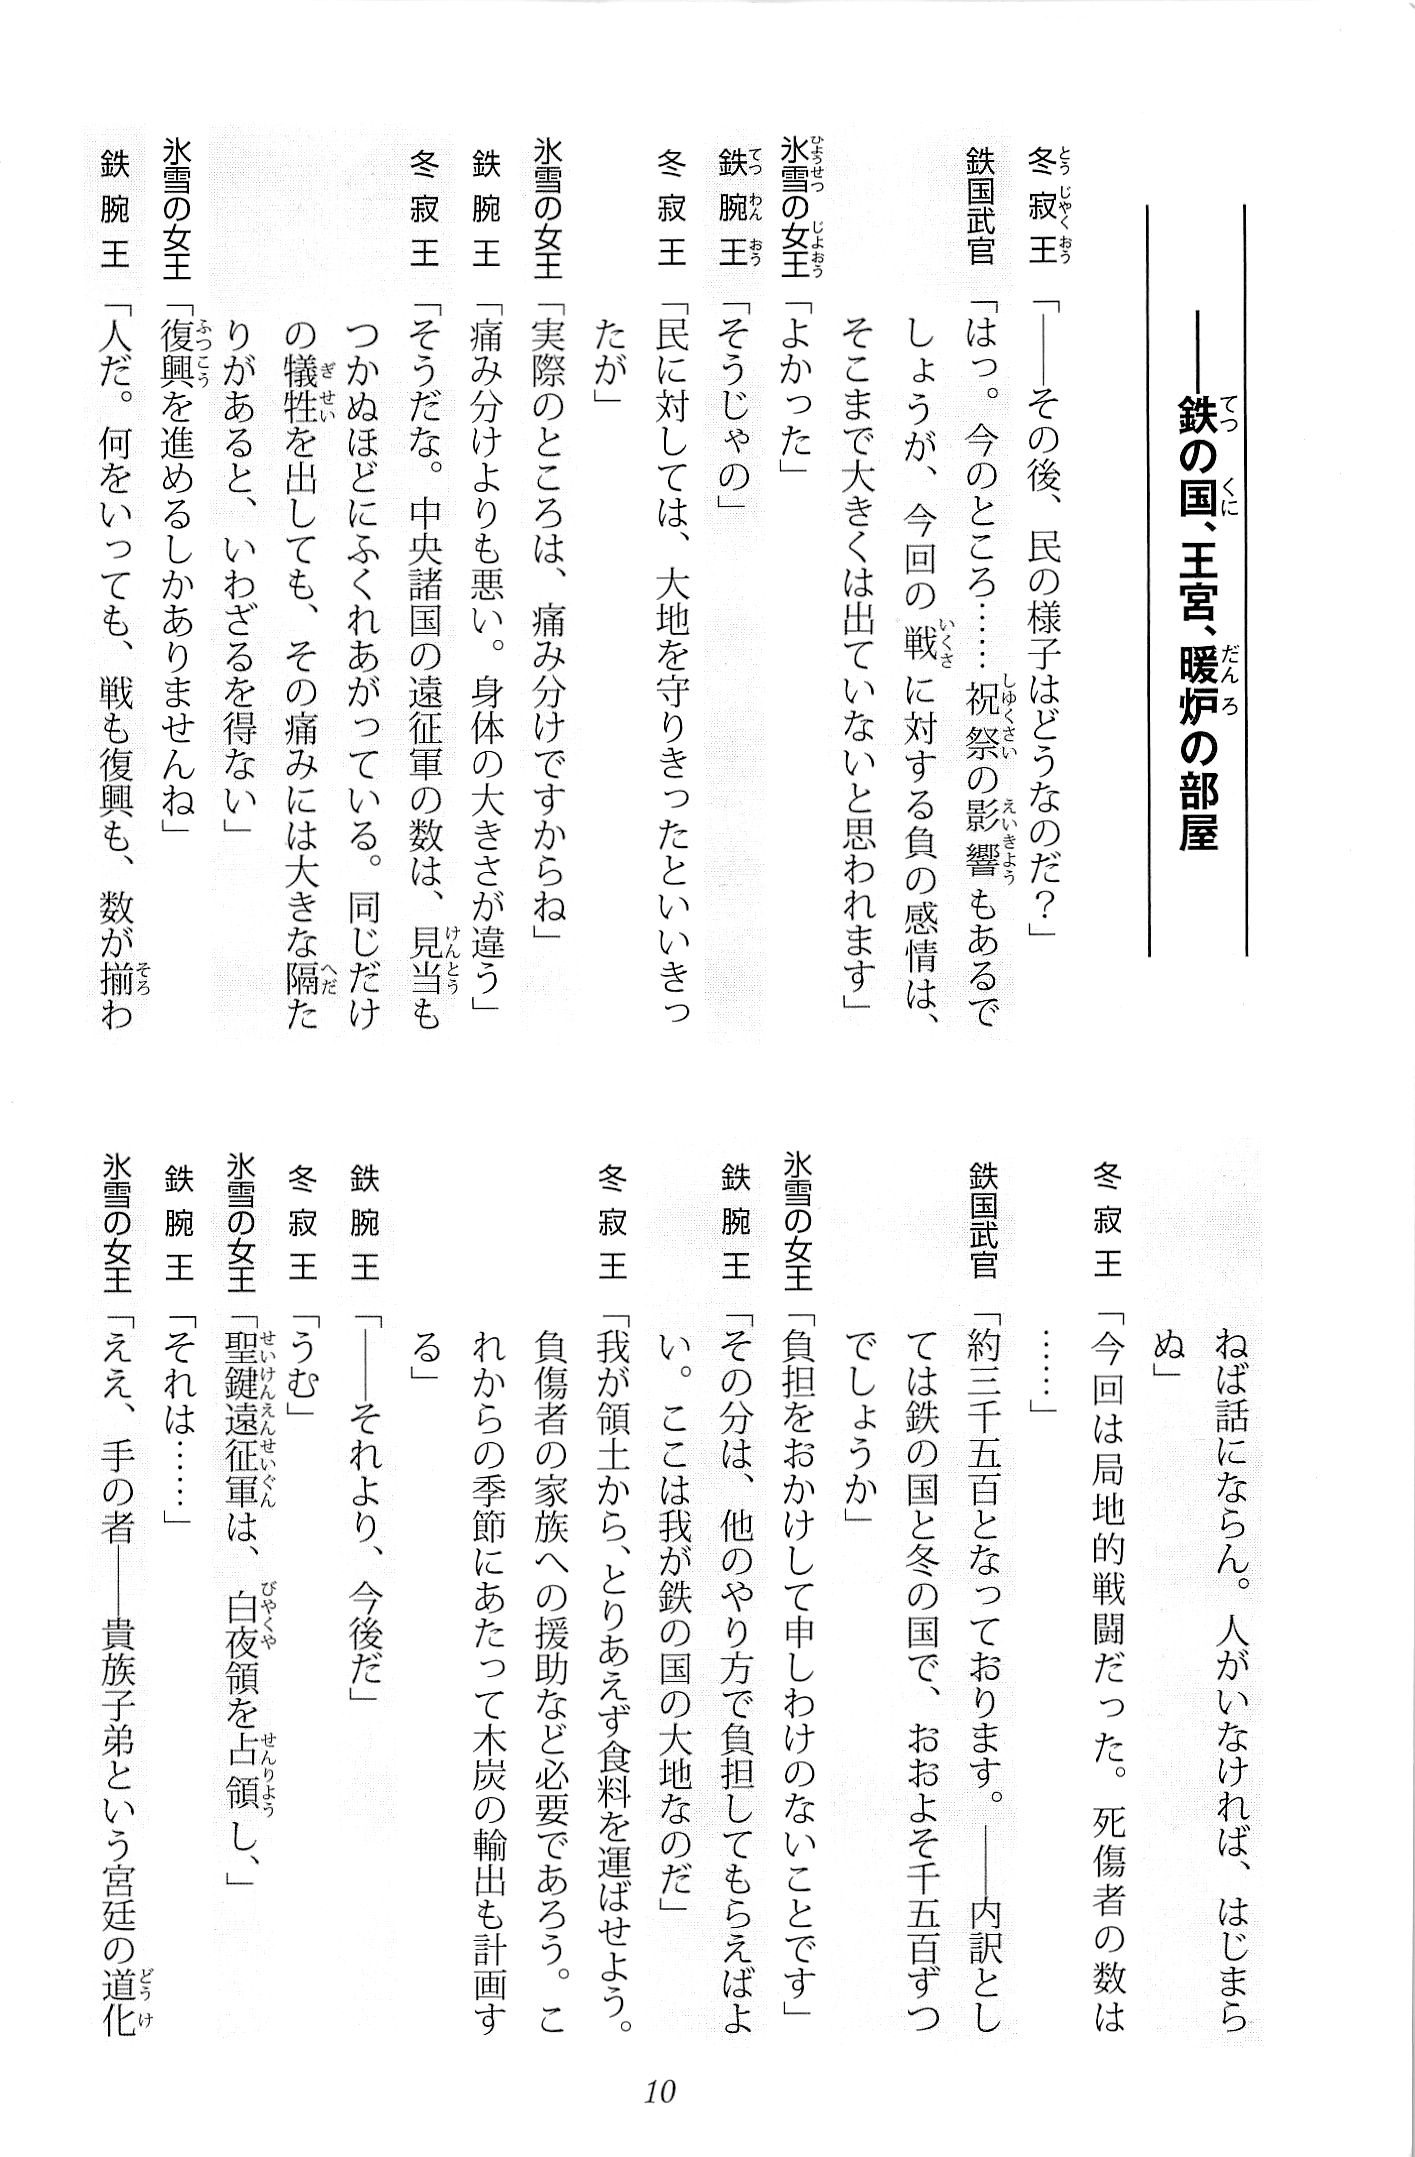 ――鉄の国、王宮、暖炉の部屋
冬寂王「――その後、民の様子はどうなのだ？」
鉄国武官「はっ。今のところ……祝祭の影響もあるで
しょうが、今回の戦に対する負の感情は、
そこまで大きくは出ていないと思われます」
氷雪の女王「よかった」
鉄腕王「そうじゃの」
冬寂王「民に対しては、大地を守りきったといいきっ
たが」
氷雪の女王「実際のところは、痛み分けですからね」
鉄腕王「痛み分けよりも悪い。身体の大きさが違う」
冬寂王「そうだな。中央諸国の遠征軍の数は、見当も
つかぬほどにふくれあがっている。同じだけ
の犠牲を出しても、その痛みには大きな隔た
りがあると、いわざるを得ない」
氷雪の女王「復興を進めるしかありませんね」
鉄腕王「人だ。何をいっても、戦も復興も、数が揃わ
ねば話にならん。人がいなければ、はじまら
ぬ」
冬寂王「今回は局地的戦闘だった。死傷者の数は
……」
鉄国武官「約三千五百となっております。――内訳とし
ては鉄の国と冬の国で、おおよそ千五百ずつ
でしょうか」
氷雪の女王「負担をおかけして申しわけのないことです」
鉄腕王「その分は、他のやり方で負担してもらえばよ
い。ここは我が鉄の国の大地なのだ」
冬寂王「我が領土から、とりあえず食料を運ばせよう。
負傷者の家族への援助など必要であろう。こ
れからの季節にあたって木炭の輸出も計画す
る」
鉄腕王「――それより、今後だ」
冬寂王「うむ」
氷雪の女王「聖鍵遠征軍は、白夜領を占領し、」
鉄腕王「それは……」
氷雪の女王「ええ、手の者――貴族子弟という宮廷の道化
10